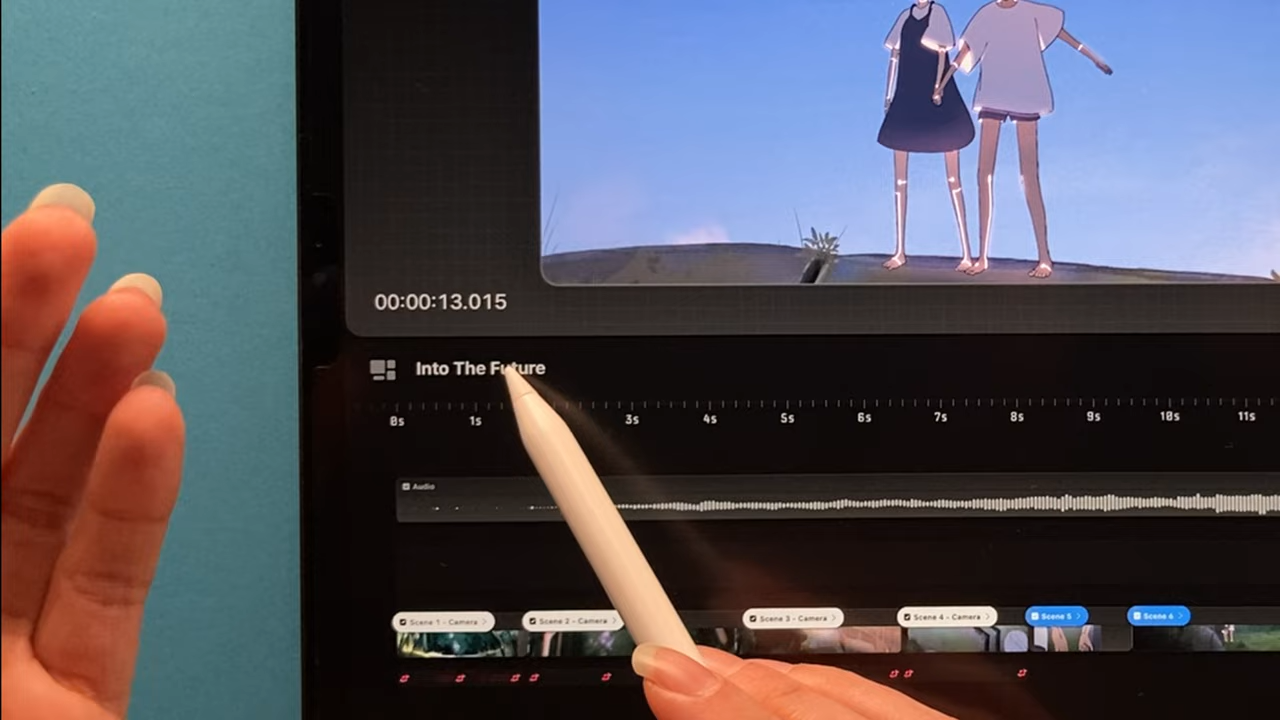 00:00:13.015
Into The Future
0s 1s 3s 4s 5s 6s 7s 8s 9s 10s 11s
Audio
Scene 1 - Camera Scene 2 - Camera Scene 3 - Camera Scene 4 - Camera Scene 5 Scene 6